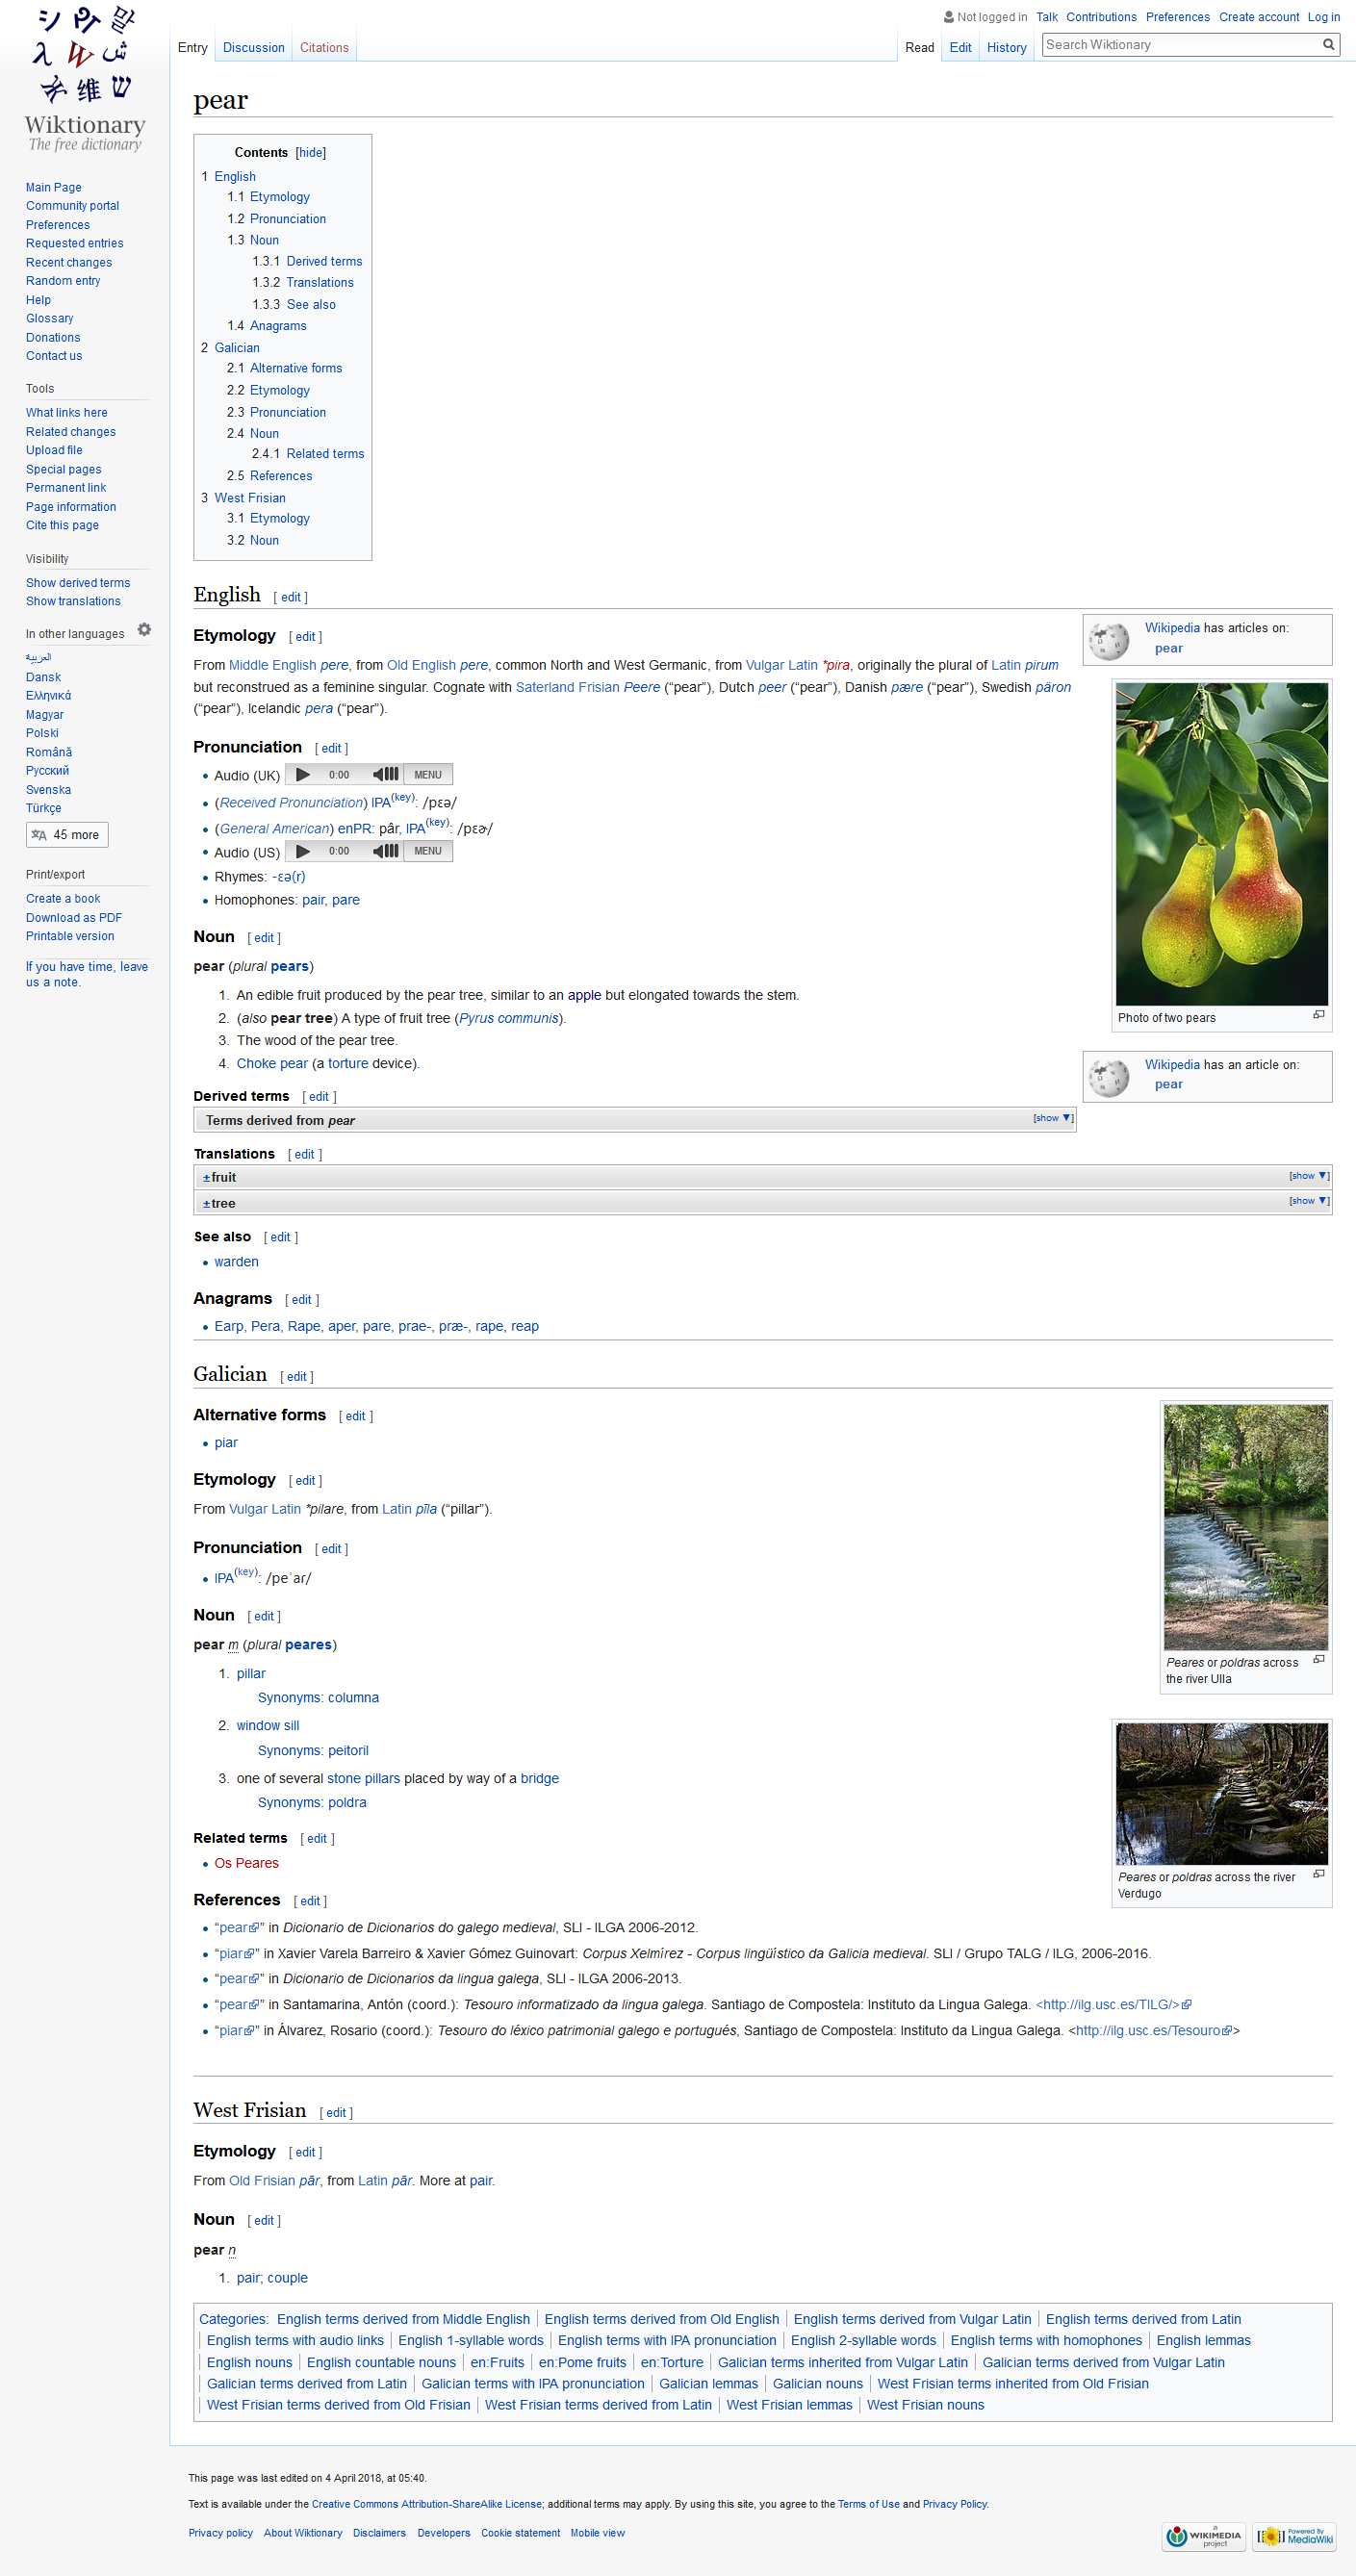 Not logged in Talk Contributions Preferences Create account Log in
Entry Discussion Citations Read Edit History Search Wiktionary
シ 말
W
维 ש
Wiktionary
The free dictionary
Main Page
Community portal
Preferences
Requested entries
Recent changes
Random entry
Help
Glossary
Donations
Contact us
Tools
What links here
Related changes
Upload file
Special pages
Permanent link
Page information
Cite this page
Visibility
Show derived terms
Show translations
In other languages
العربية
Dansk
Ελληνικά
Magyar
Polski
Română
Русский
Svenska
Türkçe
45 more
Print/export
Create a book
Download as PDF
Printable version
If you have time, leave
us a note.
pear
Contents [hide]
1 English
1.1 Etymology
1.2 Pronunciation
1.3 Noun
1.3.1 Derived terms
1.3.2 Translations
1.3.3 See also
1.4 Anagrams
2 Galician
2.1 Alternative forms
2.2 Etymology
2.3 Pronunciation
2.4 Noun
2.4.1 Related terms
2.5 References
3 West Frisian
3.1 Etymology
3.2 Noun
English [ edit ]
Wikipedia has articles on:
pear
Etymology [ edit ]
From Middle English pere, from Old English pere, common North and West Germanic, from Vulgar Latin *pira, originally the plural of Latin pirum
but reconstrued as a feminine singular. Cognate with Saterland Frisian Peere (“pear”), Dutch peer (“pear”), Danish pære (“pear”), Swedish päron
(“pear”), Icelandic pera (“pear”).
Pronunciation [ edit ]
Audio (UK) 0:00 MENU
(Received Pronunciation) IPA(key): /pɛə/
(General American) enPR: pâr, IPA(key): /pɛɚ/
Audio (US) 0:00 MENU
Rhymes: -ɛə(r)
Homophones: pair, pare
Noun [ edit ]
pear (plural pears)
1. An edible fruit produced by the pear tree, similar to an apple but elongated towards the stem.
2. (also pear tree) A type of fruit tree (Pyrus communis).
3. The wood of the pear tree.
4. Choke pear (a torture device).
Photo of two pears
Wikipedia has an article on:
pear
Derived terms [ edit ]
Terms derived from pear [show ▼]
Translations [ edit ]
±fruit [show ▼]
±tree [show ▼]
See also [ edit ]
warden
Anagrams [ edit ]
Earp, Pera, Rape, aper, pare, prae-, præ-, rape, reap
Galician [ edit ]
Alternative forms [ edit ]
piar
Etymology [ edit ]
From Vulgar Latin *pilare, from Latin pīla (“pillar”).
Pronunciation [ edit ]
IPA(key): /peˈaɾ/
Noun [ edit ]
pear m (plural peares)
1. pillar
Synonyms: columna
2. window sill
Synonyms: peitoril
3. one of several stone pillars placed by way of a bridge
Synonyms: poldra
Peares or poldras across
the river Ulla
Peares or poldras across the river
Verdugo
Related terms [ edit ]
Os Peares
References [ edit ]
“pear” in Dicionario de Dicionarios do galego medieval, SLI - ILGA 2006-2012.
“piar” in Xavier Varela Barreiro & Xavier Gómez Guinovart: Corpus Xelmírez - Corpus lingüístico da Galicia medieval. SLI / Grupo TALG / ILG, 2006-2016.
“pear” in Dicionario de Dicionarios da lingua galega, SLI - ILGA 2006-2013.
“pear” in Santamarina, Antón (coord.): Tesouro informatizado da lingua galega. Santiago de Compostela: Instituto da Lingua Galega. <http://ilg.usc.es/TILG/>
“piar” in Álvarez, Rosario (coord.): Tesouro do léxico patrimonial galego e portugués, Santiago de Compostela: Instituto da Lingua Galega. <http://ilg.usc.es/Tesouro>
West Frisian [ edit ]
Etymology [ edit ]
From Old Frisian pār, from Latin pār. More at pair.
Noun [ edit ]
pear n
1. pair; couple
Categories: English terms derived from Middle English | English terms derived from Old English | English terms derived from Vulgar Latin | English terms derived from Latin
| English terms with audio links | English 1-syllable words | English terms with IPA pronunciation | English 2-syllable words | English terms with homophones | English lemmas
| English nouns | English countable nouns | en:Fruits | en:Pome fruits | en:Torture | Galician terms inherited from Vulgar Latin | Galician terms derived from Vulgar Latin
| Galician terms derived from Latin | Galician terms with IPA pronunciation | Galician lemmas | Galician nouns | West Frisian terms inherited from Old Frisian
| West Frisian terms derived from Old Frisian | West Frisian terms derived from Latin | West Frisian lemmas | West Frisian nouns
This page was last edited on 4 April 2018, at 05:40.
Text is available under the Creative Commons Attribution-ShareAlike License; additional terms may apply. By using this site, you agree to the Terms of Use and Privacy Policy.
Privacy policy About Wiktionary Disclaimers Developers Cookie statement Mobile view
a WIKIMEDIA project
Powered By MediaWiki